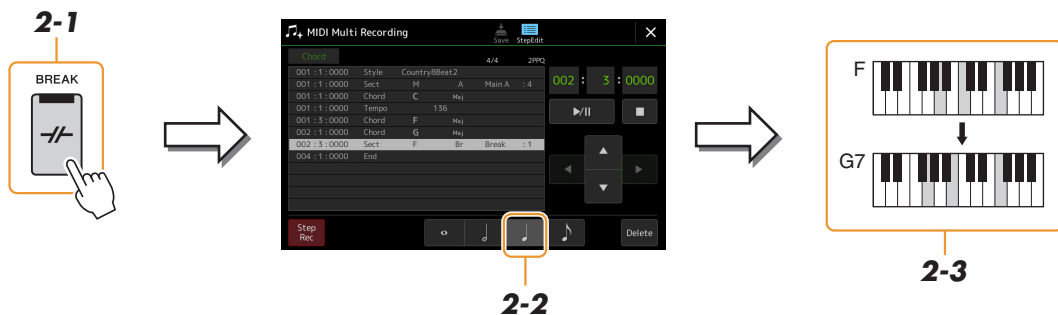 2-1
BREAK
MIDI Multi Recording
Save StepEdit
Chord 4/4 2PPQ
001 : 1 : 0000 Style Country8Beat2
001 : 1 : 0000 Sect M A Main A : 4
001 : 1 : 0000 Chord C Maj
001 : 1 : 0000 Tempo 136
001 : 3 : 0000 Chord F Maj
002 : 1 : 0000 Chord G Maj
002 : 3 : 0000 Sect F Br Break : 1
004 : 1 : 0000 End
002 : 3 : 0000
Step
Rec
Delete
2-2
F
G7
2-3